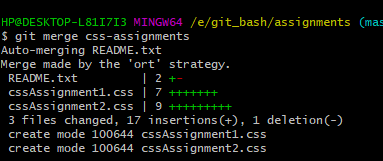 HP@DESKTOP-L81I7I3 MINGW64 /e/git_bash/assignments (mas
$ git merge css-assignments
Auto-merging README.txt
Merge made by the 'ort' strategy.
 README.txt         | 2 +-
 cssAssignment1.css | 7 +++++++
 cssAssignment2.css | 9 +++++++++
 3 files changed, 17 insertions(+), 1 deletion(-)
 create mode 100644 cssAssignment1.css
 create mode 100644 cssAssignment2.css